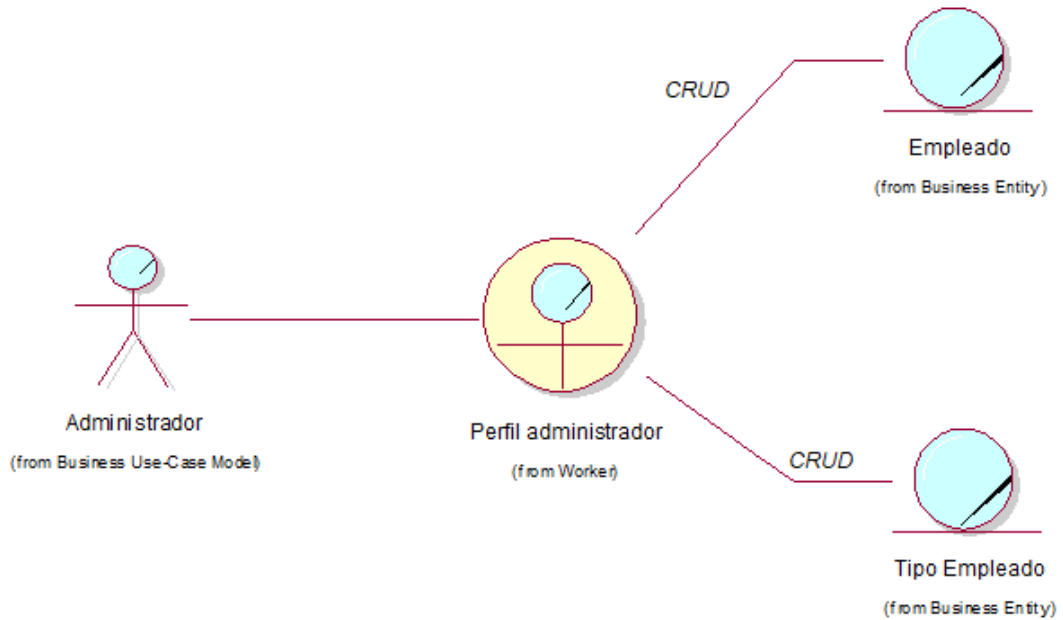 CRUD
Empleado
(from Business Entity)
Administrador
(from Business Use-Case Model)
Perfil administrador
(from Worker)
CRUD
Tipo Empleado
(from Business Entity)